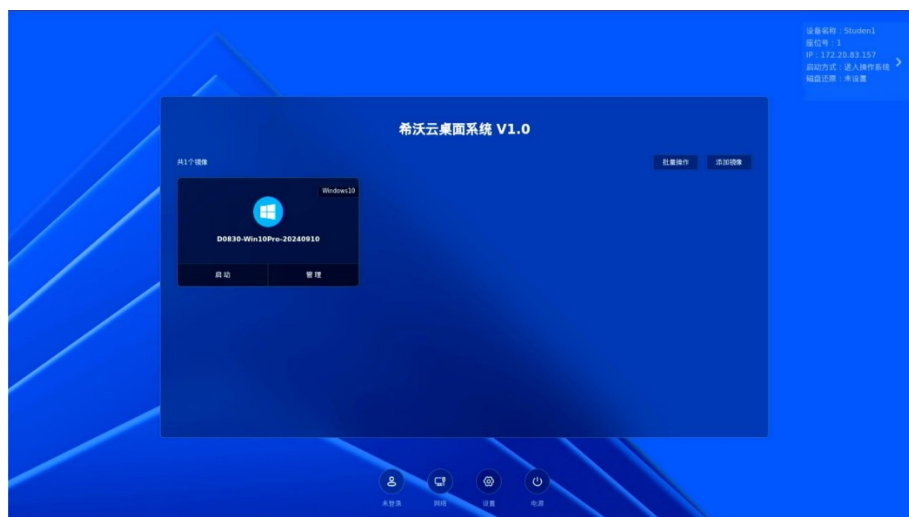 设备名称：Studen1
座位号：1
IP：172.20.83.157
启动方式：进入操作系统
磁盘还原：未设置
希沃云桌面系统 V1.0
共1个镜像
批量操作
添加镜像
Windows10
D0830-Win10Pro-20240910
启动
管理
未登录
网络
设置
电源